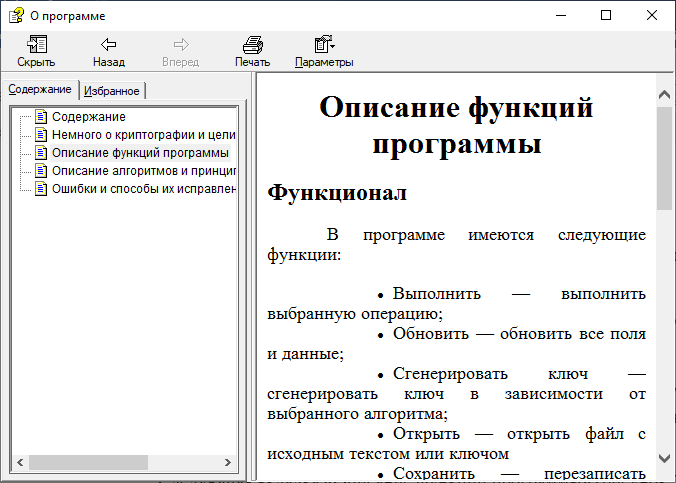 О программе
Скрыть Назад Вперед Печать Параметры
Содержание Избранное
Содержание
Немного о криптографии и цели
Описание функций программы
Описание алгоритмов и принцип
Ошибки и способы их исправлен
Описание функций
программы
Функционал
В программе имеются следующие
функции:
• Выполнить — выполнить
выбранную операцию;
• Обновить — обновить все поля
и данные;
• Сгенерировать ключ —
сгенерировать ключ в зависимости от
выбранного алгоритма;
• Открыть — открыть файл с
исходным текстом или ключом
• Сохранить — перезаписать